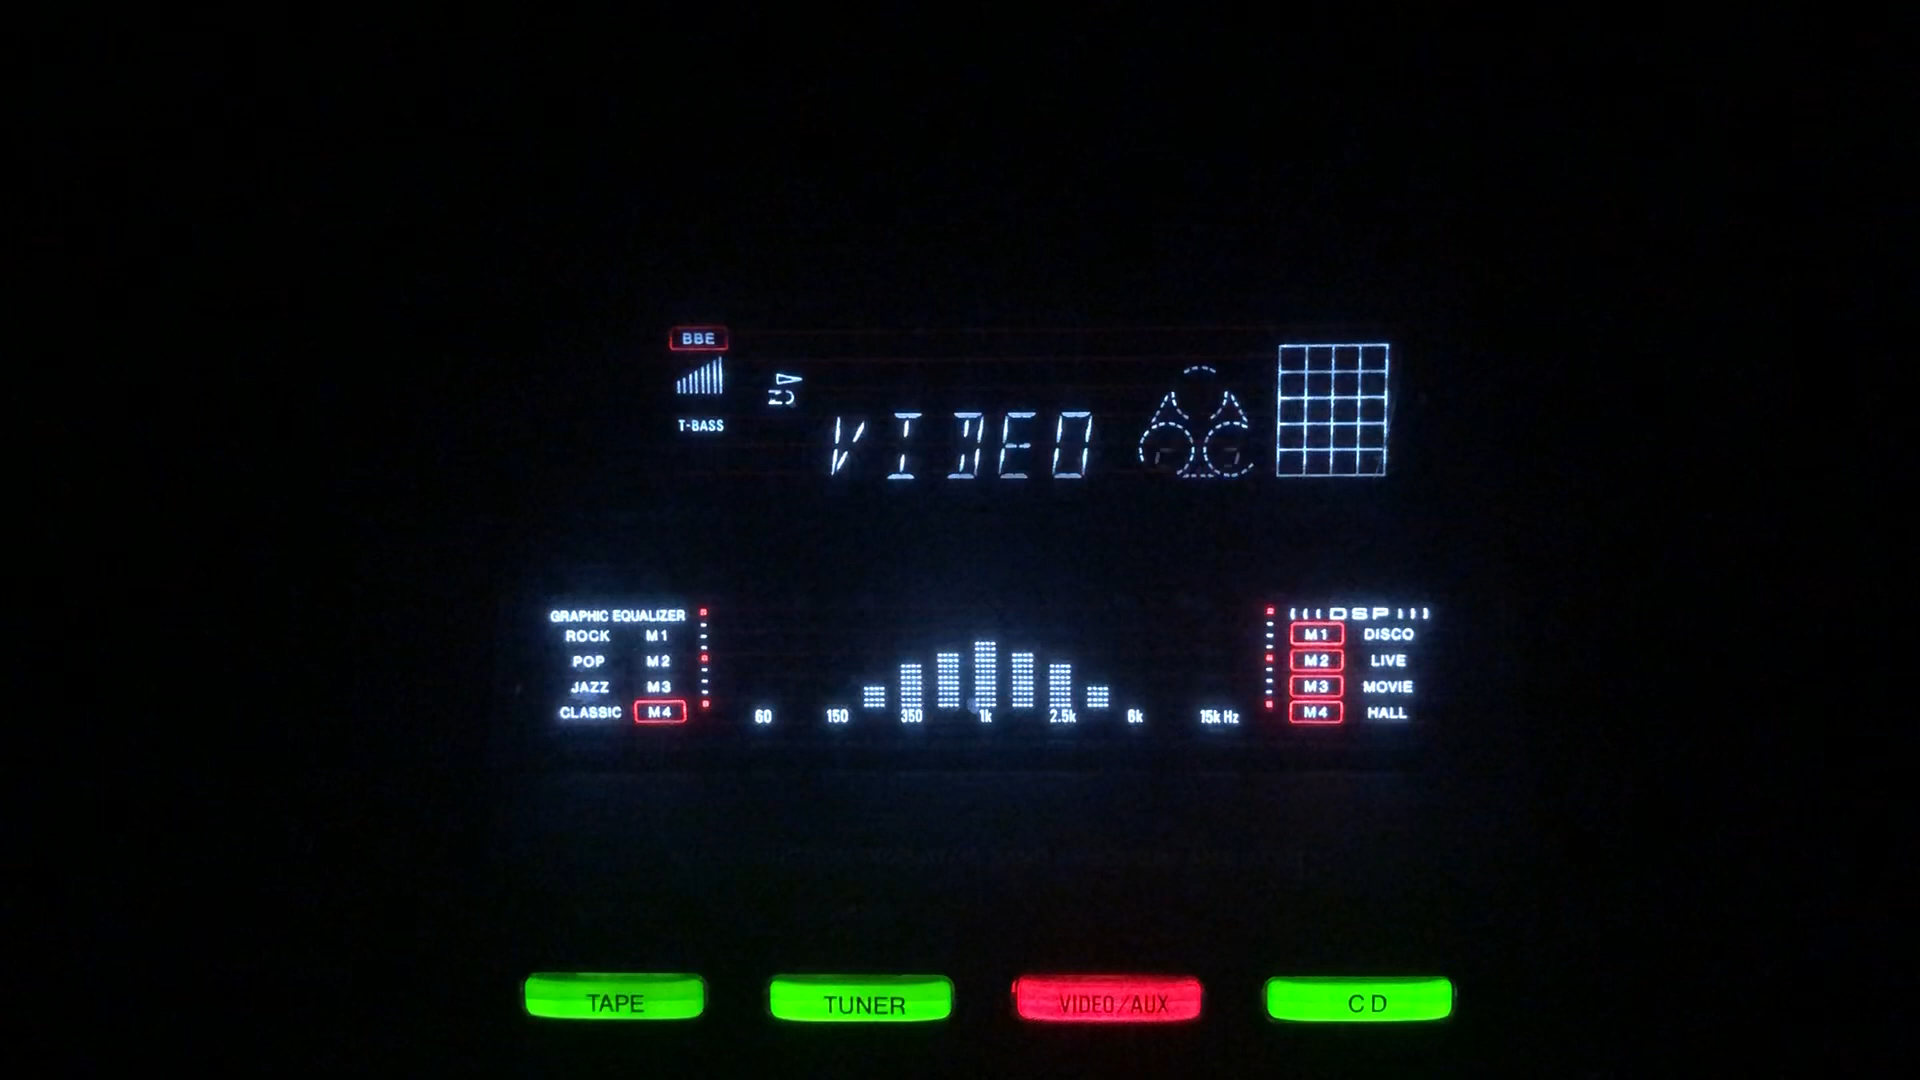 BBE
T-BASS
VIDEO
GRAPHIC EQUALIZER
ROCK M1
POP M2
JAZZ M3
CLASSIC M4
60 150 350 1k 2.5k 6k 15k Hz
DSP
M1 DISCO
M2 LIVE
M3 MOVIE
M4 HALL
TAPE TUNER VIDEO/AUX CD